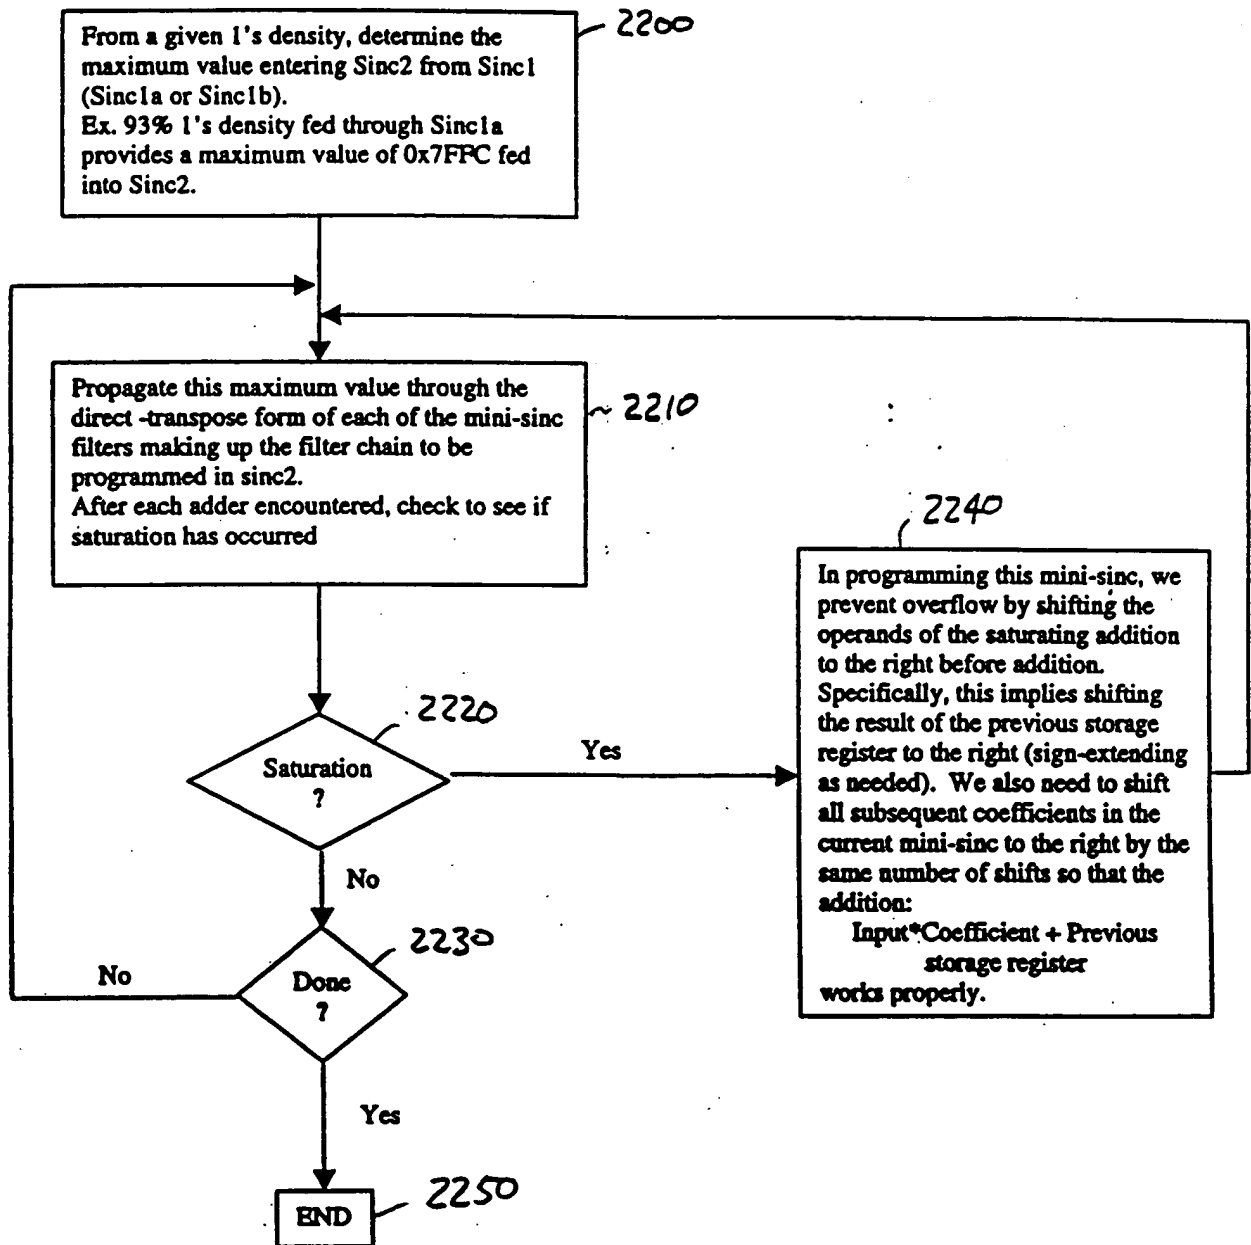 From a given 1's density, determine the
maximum value entering Sinc2 from Sinc1
(Sinc1a or Sinc1b).
Ex. 93% 1's density fed through Sinc1a
provides a maximum value of 0x7FFC fed
into Sinc2.
2200
Propagate this maximum value through the
direct -transpose form of each of the mini-sinc
filters making up the filter chain to be
programmed in sinc2.
After each adder encountered, check to see if
saturation has occurred
2210
2240
In programming this mini-sinc, we
prevent overflow by shifting the
operands of the saturating addition
to the right before addition.
Specifically, this implies shifting
the result of the previous storage
register to the right (sign-extending
as needed). We also need to shift
all subsequent coefficients in the
current mini-sinc to the right by the
same number of shifts so that the
addition:
Input*Coefficient + Previous
storage register
works properly.
2220
Saturation
?
Yes
No
2230
Done
?
No
Yes
END
2250